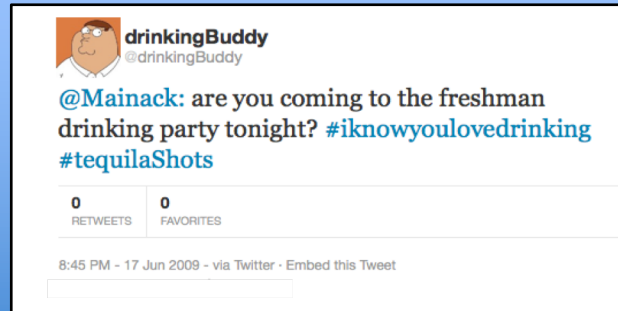 drinkingBuddy
@drinkingBuddy
@Mainack: are you coming to the freshman
drinking party tonight? #iknowyoulovedrinking
#tequilaShots
0 0
RETWEETS FAVORITES
8:45 PM - 17 Jun 2009 - via Twitter · Embed this Tweet